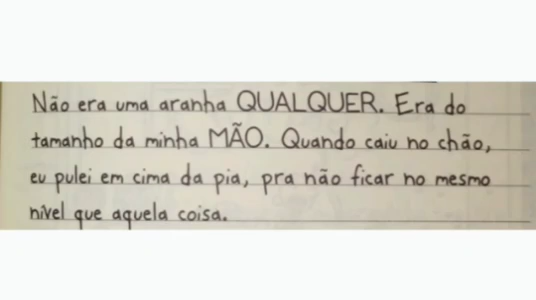 Não era uma aranha QUALQUER. Era do
tamanho da minha MÃO. Quando caiu no chão,
eu pulei em cima da pia, pra não ficar no mesmo
nível que aquela coisa.